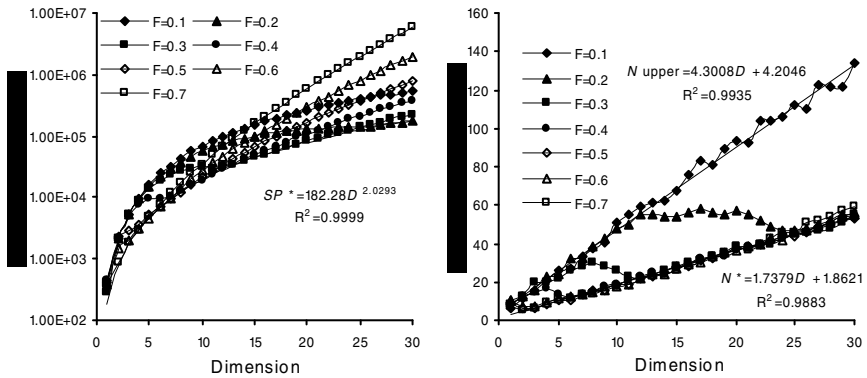 1.00E+07
1.00E+06
1.00E+05
1.00E+04
1.00E+03
1.00E+02
F=0.1
F=0.2
F=0.3
F=0.4
F=0.5
F=0.6
F=0.7
SP *=182.28D 2.0293
R²=0.9999
0 5 10 15 20 25 30
Dimension
160
140
120
100
80
60
40
20
0
F=0.1
F=0.2
F=0.3
F=0.4
F=0.5
F=0.6
F=0.7
N upper=4.3008D +4.2046
R²=0.9935
N *=1.7379D +1.8621
R²=0.9883
0 5 10 15 20 25 30
Dimension